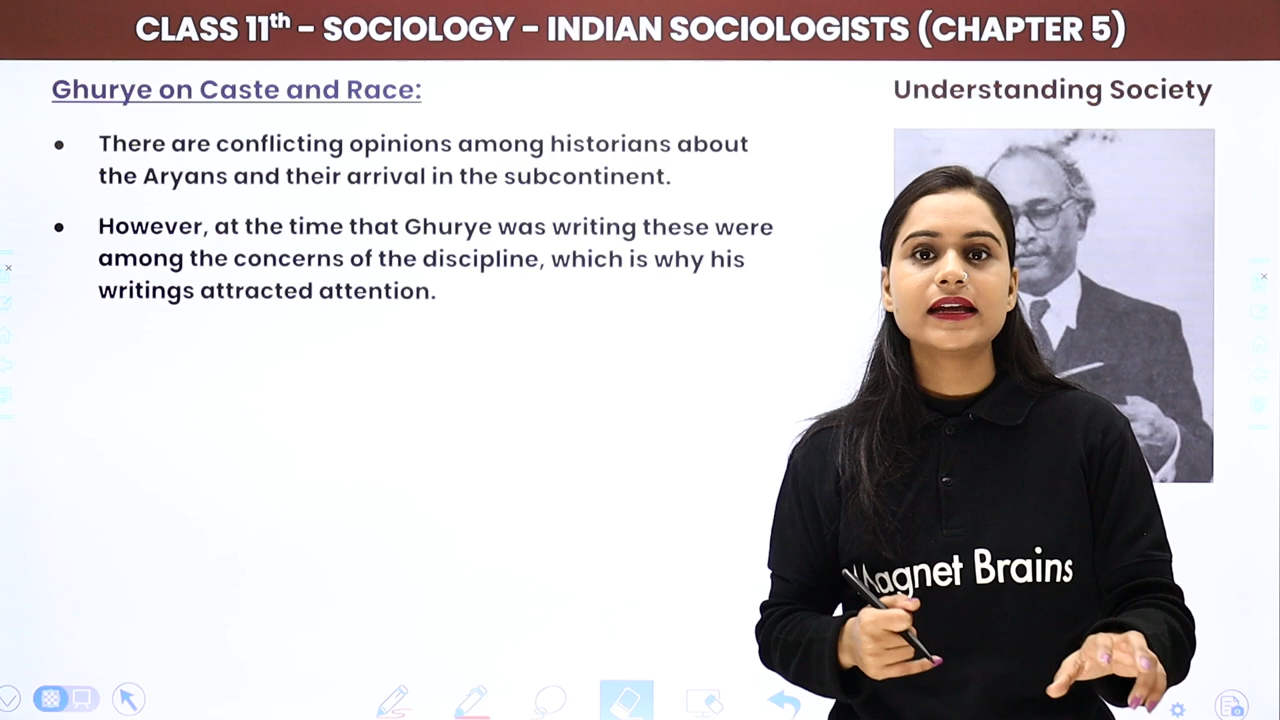 CLASS 11th – SOCIOLOGY – INDIAN SOCIOLOGISTS (CHAPTER 5)
Ghurye on Caste and Race:
Understanding Society
• There are conflicting opinions among historians about
the Aryans and their arrival in the subcontinent.
• However, at the time that Ghurye was writing these were
among the concerns of the discipline, which is why his
writings attracted attention.
Magnet Brains